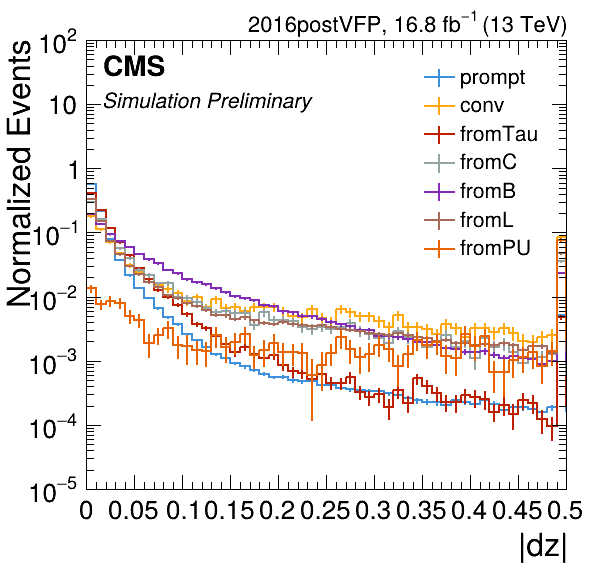 2016postVFP, 16.8 fb⁻¹ (13 TeV)
CMS
Simulation Preliminary
prompt
conv
fromTau
fromC
fromB
fromL
fromPU
Normalized Events
10²
10
1
10⁻¹
10⁻²
10⁻³
10⁻⁴
10⁻⁵
0 0.05 0.1 0.15 0.2 0.25 0.3 0.35 0.4 0.45 0.5
|dz|